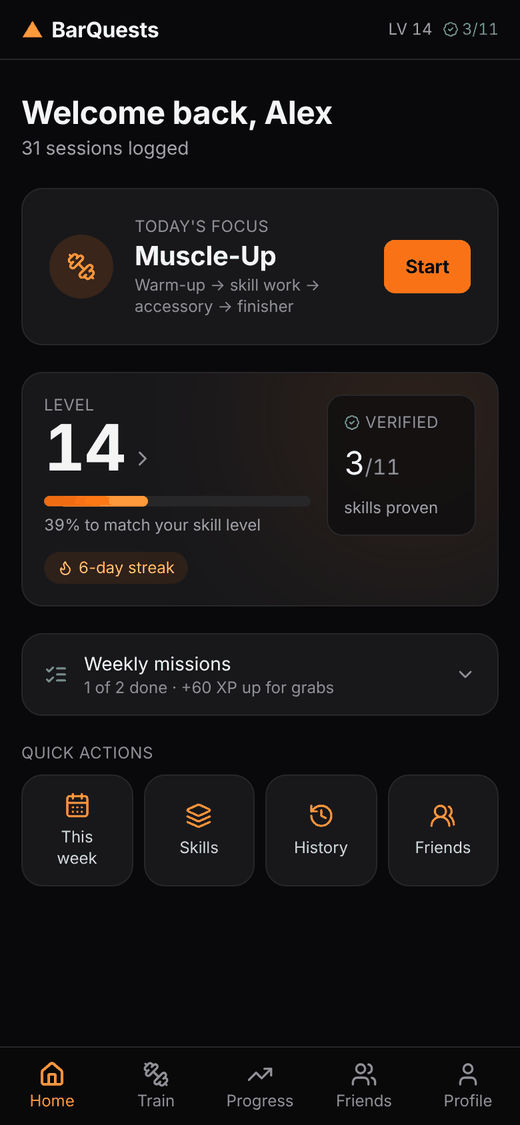 BarQuests
LV 14 3/11
Welcome back, Alex
31 sessions logged
TODAY'S FOCUS
Muscle-Up
Warm-up → skill work →
accessory → finisher
Start
LEVEL
14
39% to match your skill level
6-day streak
VERIFIED
3/11
skills proven
Weekly missions
1 of 2 done · +60 XP up for grabs
QUICK ACTIONS
This
week
Skills
History
Friends
Home
Train
Progress
Friends
Profile